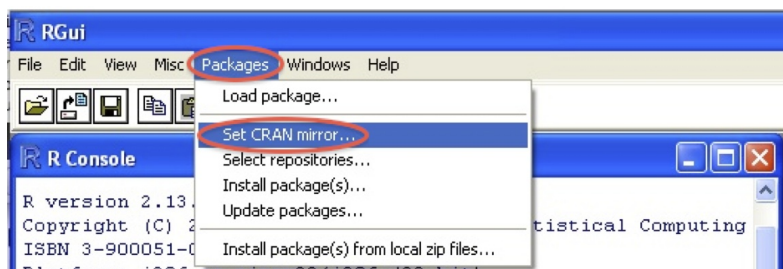 RGui
File Edit View Misc Packages Windows Help
Load package...
Set CRAN mirror...
Select repositories...
Install package(s)...
Update packages...
Install package(s) from local zip files...
R Console
R version 2.13.
Copyright (C) 2 tistical Computing
ISBN 3-900051-0